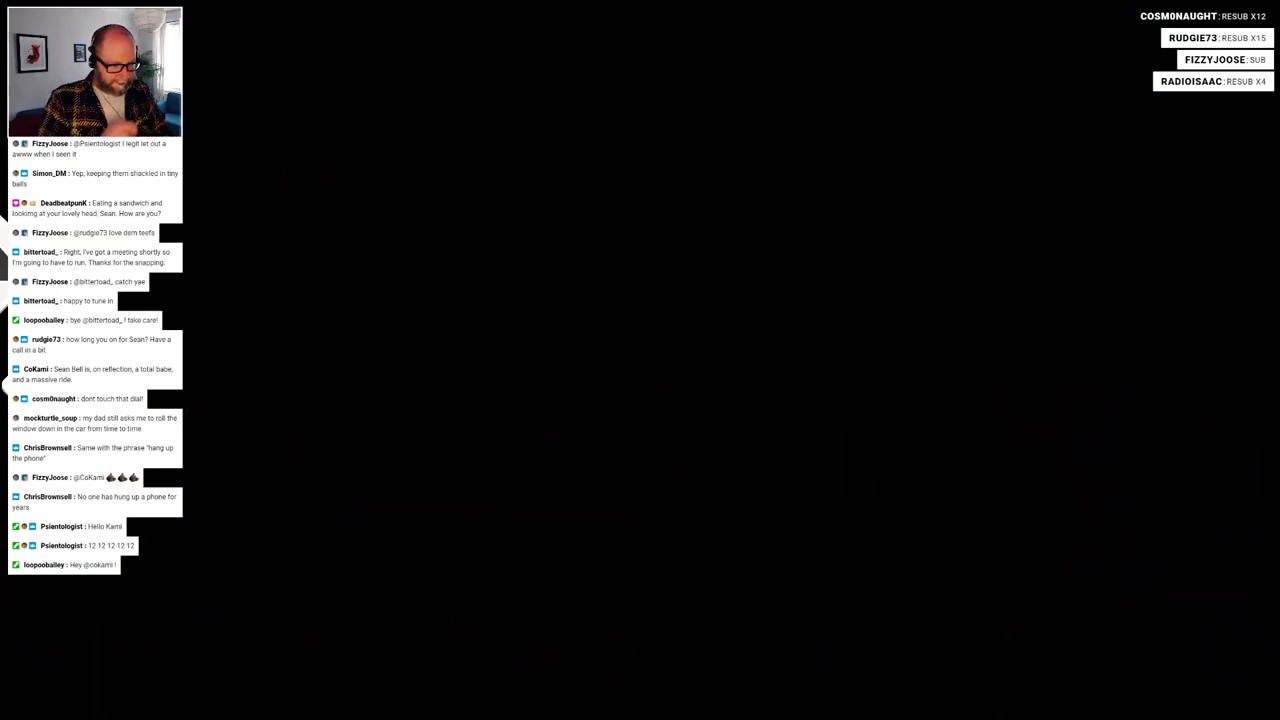 COSM0NAUGHT: RESUB X12
RUDGIE73: RESUB X15
FIZZYJOOSE: SUB
RADIOISAAC: RESUB X4
FizzyJoose : @Psientologist I legit let out a
awww when I seen it
Simon_DM : Yep, keeping them shackled in tiny
balls
DeadbeatpunK : Eating a sandwich and
lookimg at your lovely head, Sean. How are you?
FizzyJoose : @rudgie73 love dem teefs
bittertoad_ : Right, I've got a meeting shortly so
I'm going to have to run. Thanks for the snapping.
FizzyJoose : @bittertoad_ catch yae
bittertoad_ : happy to tune in
loopoobailey : bye @bittertoad_ ! take care!
rudgie73 : how long you on for Sean? Have a
call in a bit
CoKami : Sean Bell is, on reflection, a total babe,
and a massive ride.
cosm0naught : dont touch that dial!
mockturtle_soup : my dad still asks me to roll the
window down in the car from time to time
ChrisBrownsell : Same with the phrase "hang up
the phone"
FizzyJoose : @CoKami
ChrisBrownsell : No one has hung up a phone for
years
Psientologist : Hello Kami
Psientologist : 12 12 12 12 12
loopoobailey : Hey @cokami !